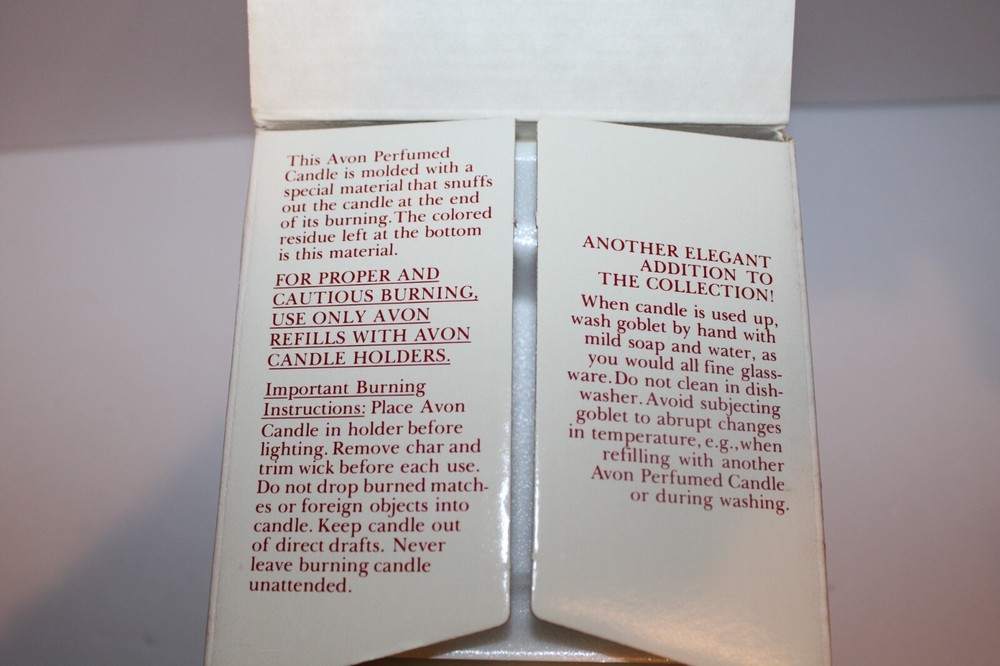 This Avon Perfumed
Candle is molded with a
special material that snuffs
out the candle at the end
of its burning. The colored
residue left at the bottom
is this material.
FOR PROPER AND
CAUTIOUS BURNING,
USE ONLY AVON
REFILLS WITH AVON
CANDLE HOLDERS.
Important Burning
Instructions: Place Avon
Candle in holder before
lighting. Remove char and
trim wick before each use.
Do not drop burned match-
es or foreign objects into
candle. Keep candle out
of direct drafts. Never
leave burning candle
unattended.
ANOTHER ELEGANT
ADDITION TO
THE COLLECTION!
When candle is used up,
wash goblet by hand with
mild soap and water, as
you would all fine glass-
ware. Do not clean in dish-
washer. Avoid subjecting
goblet to abrupt changes
in temperature, e.g., when
refilling with another
Avon Perfumed Candle
or during washing.